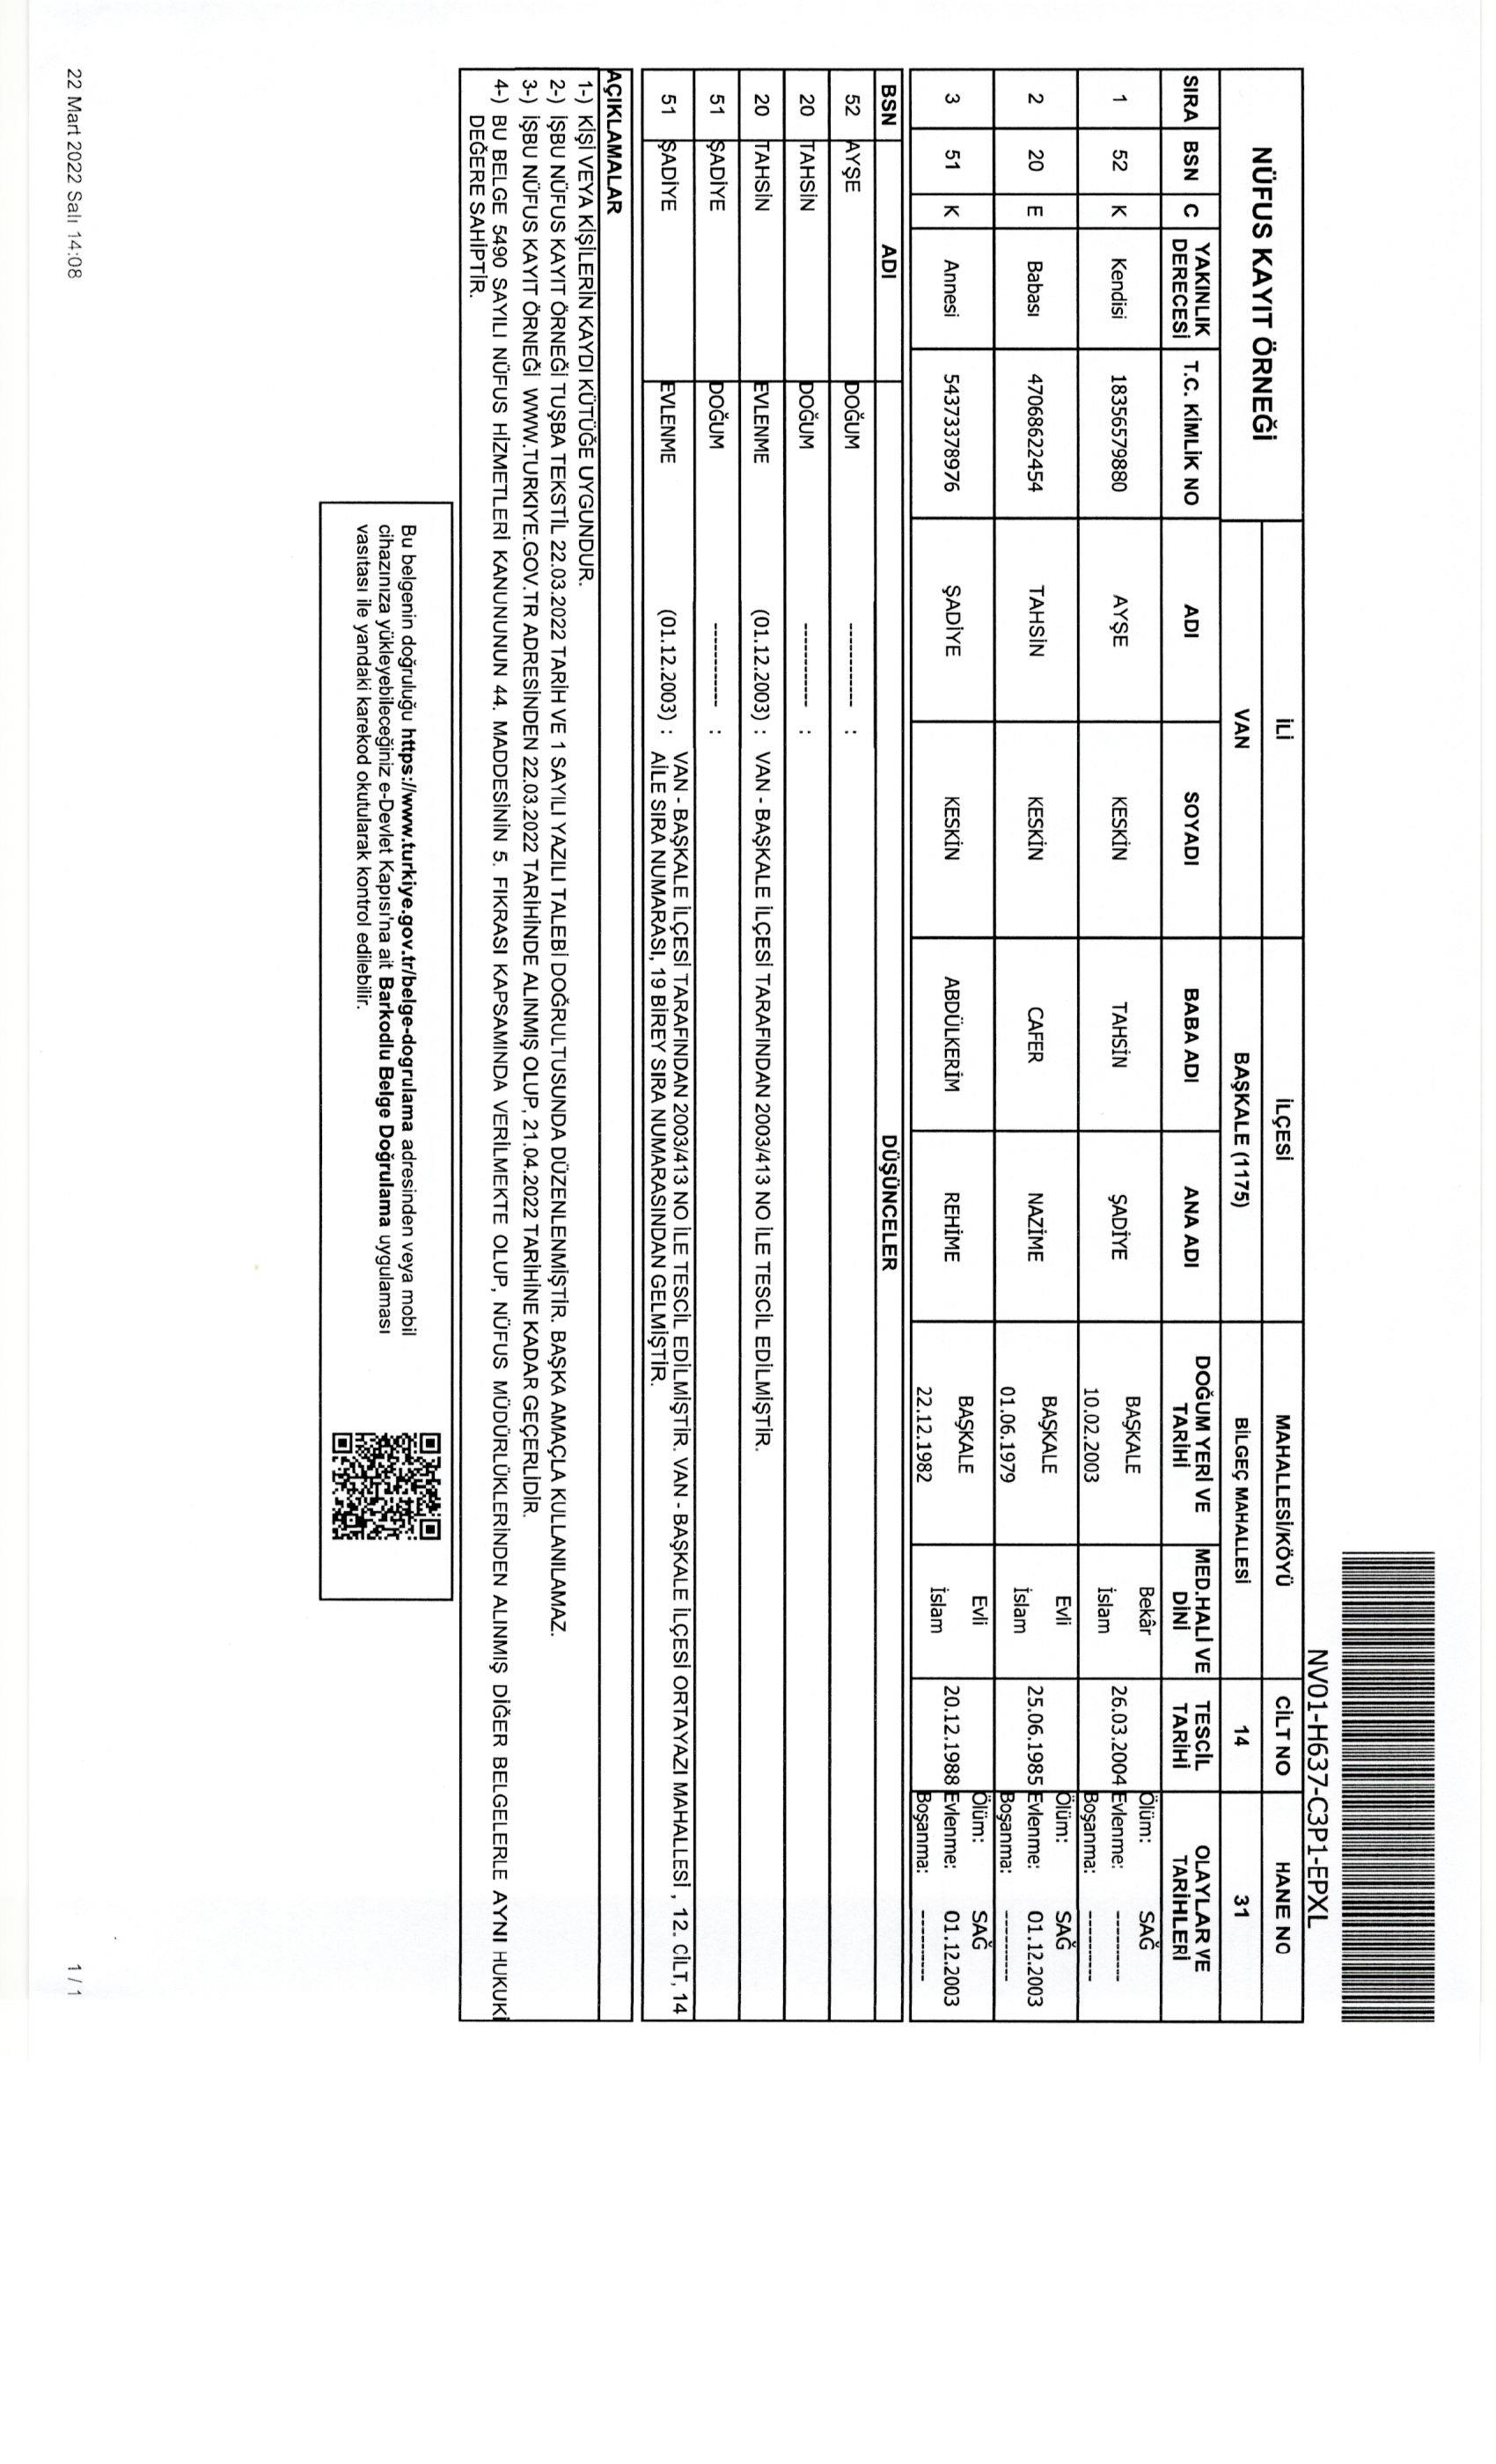 NV01-H637-C3P1-EPXL
NÜFUS KAYIT ÖRNEĞİ
İLİ İLÇESİ MAHALLESİ/KÖYÜ CİLT NO HANE NO
VAN BAŞKALE (1175) BİLGEÇ MAHALLESİ 14 31
SIRA BSN C YAKINLIK DERECESİ T.C. KİMLİK NO ADI SOYADI BABA ADI ANA ADI DOĞUM YERİ VE TARİHİ MED.HALİ VE DİNİ TESCİL TARİHİ OLAYLAR VE TARİHLERİ
1 52 K Kendisi 18356579880 AYŞE KESKİN TAHSİN ŞADİYE BAŞKALE 10.02.2003 Bekâr İslam 26.03.2004 Ölüm: SAĞ Evlenme: ---------- Boşanma: ----------
2 20 E Babası 47068622454 TAHSİN KESKİN CAFER NAZİME BAŞKALE 01.06.1979 Evli İslam 25.06.1985 Ölüm: SAĞ Evlenme: 01.12.2003 Boşanma: ----------
3 51 K Annesi 54373378976 ŞADİYE KESKİN ABDÜLKERİM REHİME BAŞKALE 22.12.1982 Evli İslam 20.12.1988 Ölüm: SAĞ Evlenme: 01.12.2003 Boşanma: ----------
BSN ADI DÜŞÜNCELER
52 AYŞE DOĞUM ------------ :
20 TAHSİN DOĞUM ------------ :
20 TAHSİN EVLENME (01.12.2003) : VAN - BAŞKALE İLÇESİ TARAFINDAN 2003/413 NO İLE TESCİL EDİLMİŞTİR.
51 ŞADİYE DOĞUM ------------ :
51 ŞADİYE EVLENME (01.12.2003) : VAN - BAŞKALE İLÇESİ TARAFINDAN 2003/413 NO İLE TESCİL EDİLMİŞTİR. VAN - BAŞKALE İLÇESİ ORTAYAZI MAHALLESİ , 12. CİLT, 14
AİLE SIRA NUMARASI, 19 BİREY SIRA NUMARASINDAN GELMİŞTİR.
AÇIKLAMALAR
1-) KİŞİ VEYA KİŞİLERİN KAYDI KÜTÜĞE UYGUNDUR.
2-) İŞBU NÜFUS KAYIT ÖRNEĞİ TUŞBA TEKSTİL 22.03.2022 TARİH VE 1 SAYILI YAZILI TALEBİ DOĞRULTUSUNDA DÜZENLENMİŞTİR. BAŞKA AMAÇLA KULLANILAMAZ.
3-) İŞBU NÜFUS KAYIT ÖRNEĞİ WWW.TURKIYE.GOV.TR ADRESİNDEN 22.03.2022 TARİHİNDE ALINMIŞ OLUP, 21.04.2022 TARİHİNE KADAR GEÇERLİDİR.
4-) BU BELGE 5490 SAYILI NÜFUS HİZMETLERİ KANUNUNUN 44. MADDESİNİN 5. FIKRASI KAPSAMINDA VERİLMEKTE OLUP, NÜFUS MÜDÜRLÜKLERİNDEN ALINMIŞ DİĞER BELGELERLE AYNI HUKUKİ
DEĞERE SAHİPTİR.
Bu belgenin doğruluğu https://www.turkiye.gov.tr/belge-dogrulama adresinden veya mobil
cihazınıza yükleyebileceğiniz e-Devlet Kapısı'na ait Barkodlu Belge Doğrulama uygulaması
vasıtası ile yandaki karekod okutularak kontrol edilebilir.
22 Mart 2022 Salı 14:08 1 / 1